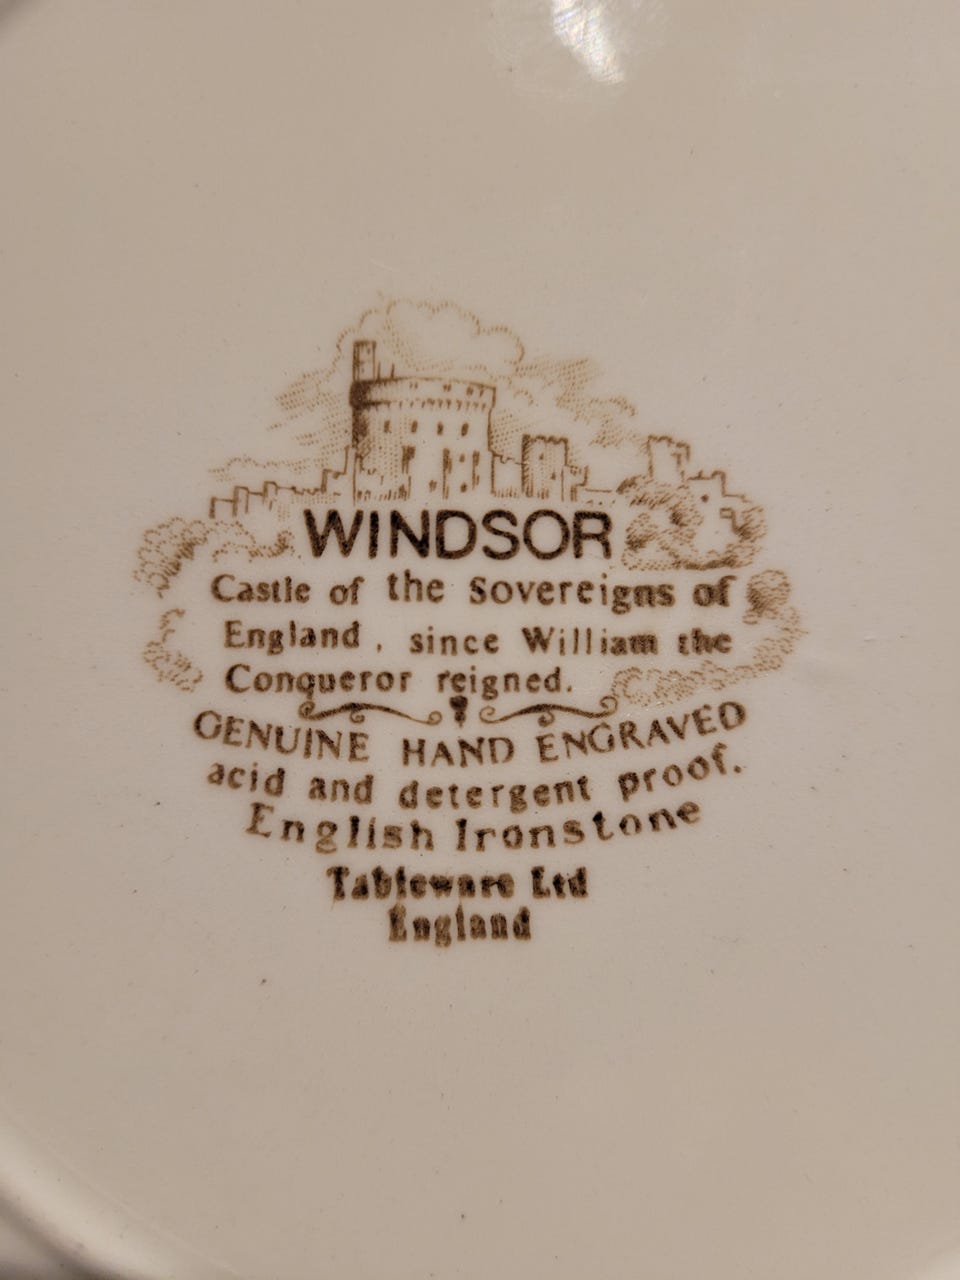 WINDSOR
Castle of the Sovereigns of
England, since William the
Conqueror reigned.
GENUINE HAND ENGRAVED
acid and detergent proof.
English Ironstone
Tableware Ltd
England